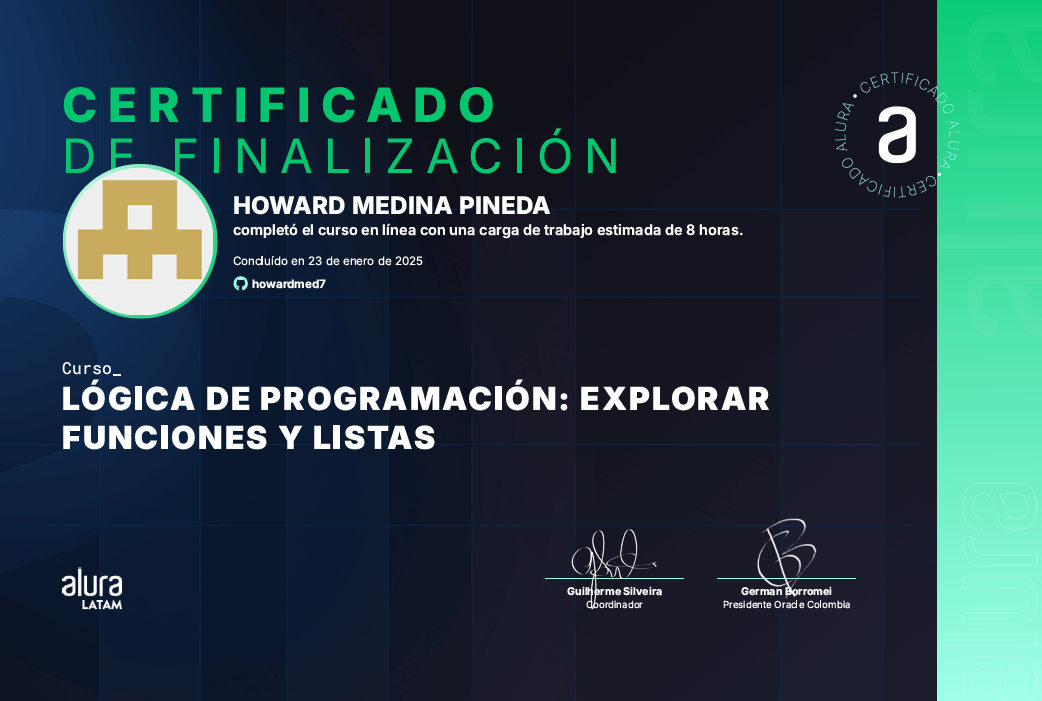 CERTIFICADO
DE FINALIZACIÓN
CERTIFICADO ALURA • CERTIFICADO ALURA •
a
HOWARD MEDINA PINEDA
completó el curso en línea con una carga de trabajo estimada de 8 horas.
Concluído en 23 de enero de 2025
howardmed7
Curso_
LÓGICA DE PROGRAMACIÓN: EXPLORAR
FUNCIONES Y LISTAS
alura
LATAM
Guilherme Silveira
Coordinador
German Borromei
Presidente Oracle Colombia
alura
alura